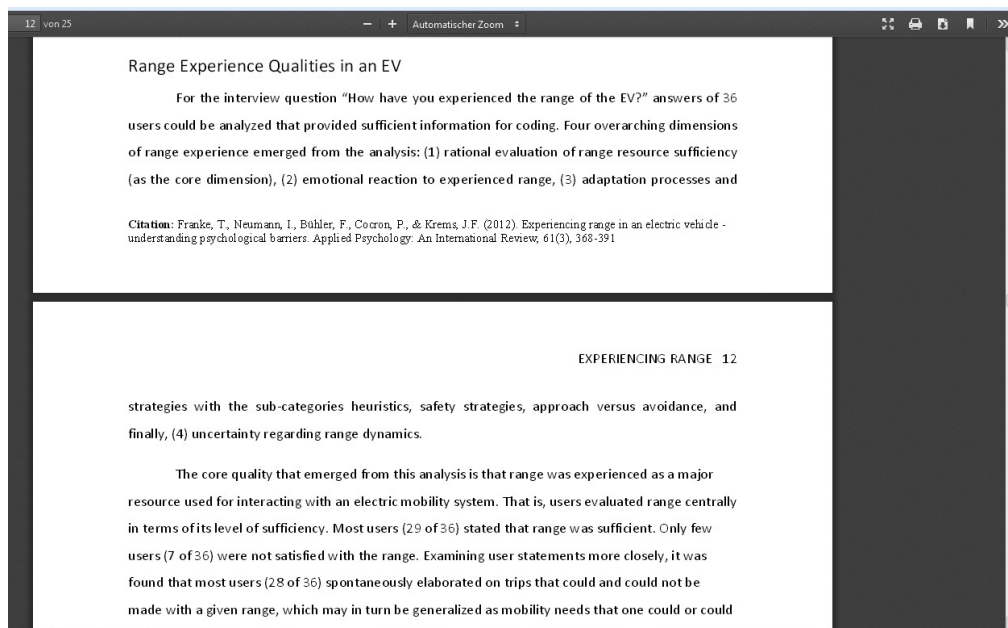 12 von 25
Automatischer Zoom
Range Experience Qualities in an EV
For the interview question “How have you experienced the range of the EV?” answers of 36
users could be analyzed that provided sufficient information for coding. Four overarching dimensions
of range experience emerged from the analysis: (1) rational evaluation of range resource sufficiency
(as the core dimension), (2) emotional reaction to experienced range, (3) adaptation processes and
Citation: Franke, T., Neumann, I., Bühler, F., Cocron, P., & Krems, J.F. (2012). Experiencing range in an electric vehicle -
understanding psychological barriers. Applied Psychology: An International Review, 61(3), 368-391
EXPERIENCING RANGE 12
strategies with the sub-categories heuristics, safety strategies, approach versus avoidance, and
finally, (4) uncertainty regarding range dynamics.
The core quality that emerged from this analysis is that range was experienced as a major
resource used for interacting with an electric mobility system. That is, users evaluated range centrally
in terms of its level of sufficiency. Most users (29 of 36) stated that range was sufficient. Only few
users (7 of 36) were not satisfied with the range. Examining user statements more closely, it was
found that most users (28 of 36) spontaneously elaborated on trips that could and could not be
made with a given range, which may in turn be generalized as mobility needs that one could or could